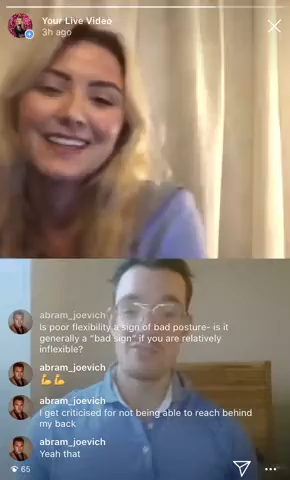 Your Live Video
3h ago
abram_joevich
Is poor flexibility a sign of bad posture- is it
generally a "bad sign" if you are relatively
inflexible?
abram_joevich
💪💪
abram_joevich
I get criticised for not being able to reach behind
my back
abram_joevich
Yeah that
65